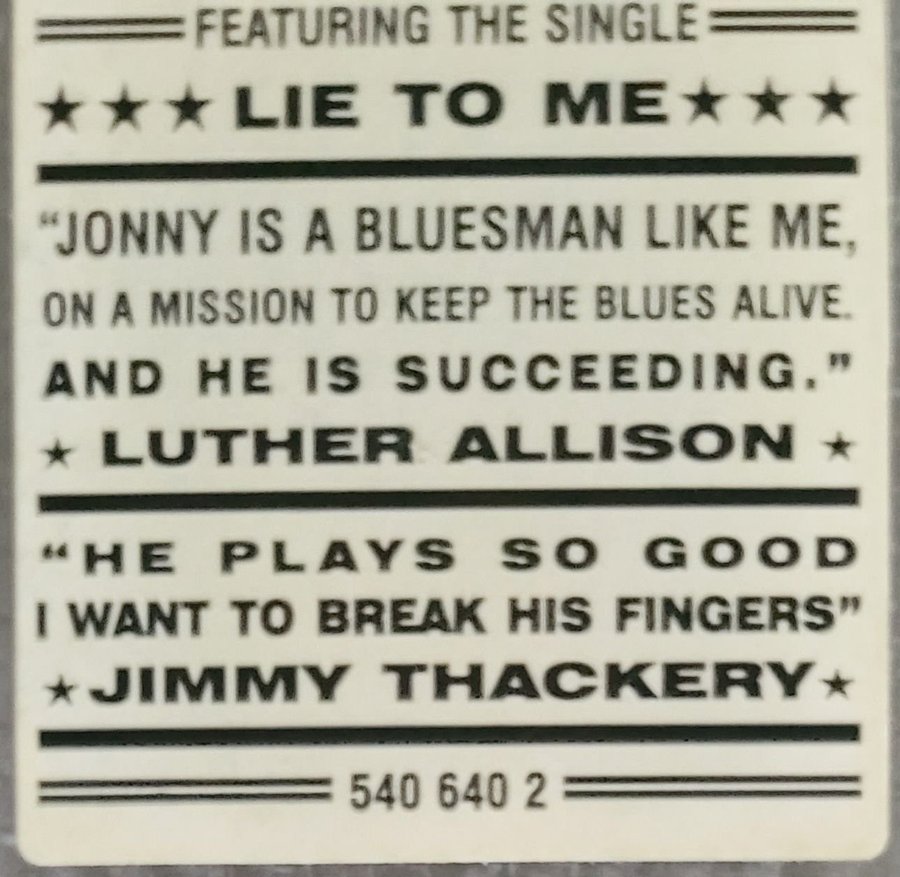 FEATURING THE SINGLE
★★★ LIE TO ME ★★★
“JONNY IS A BLUESMAN LIKE ME,
ON A MISSION TO KEEP THE BLUES ALIVE.
AND HE IS SUCCEEDING.”
★ LUTHER ALLISON ★
“HE PLAYS SO GOOD
I WANT TO BREAK HIS FINGERS”
★ JIMMY THACKERY ★
540 640 2